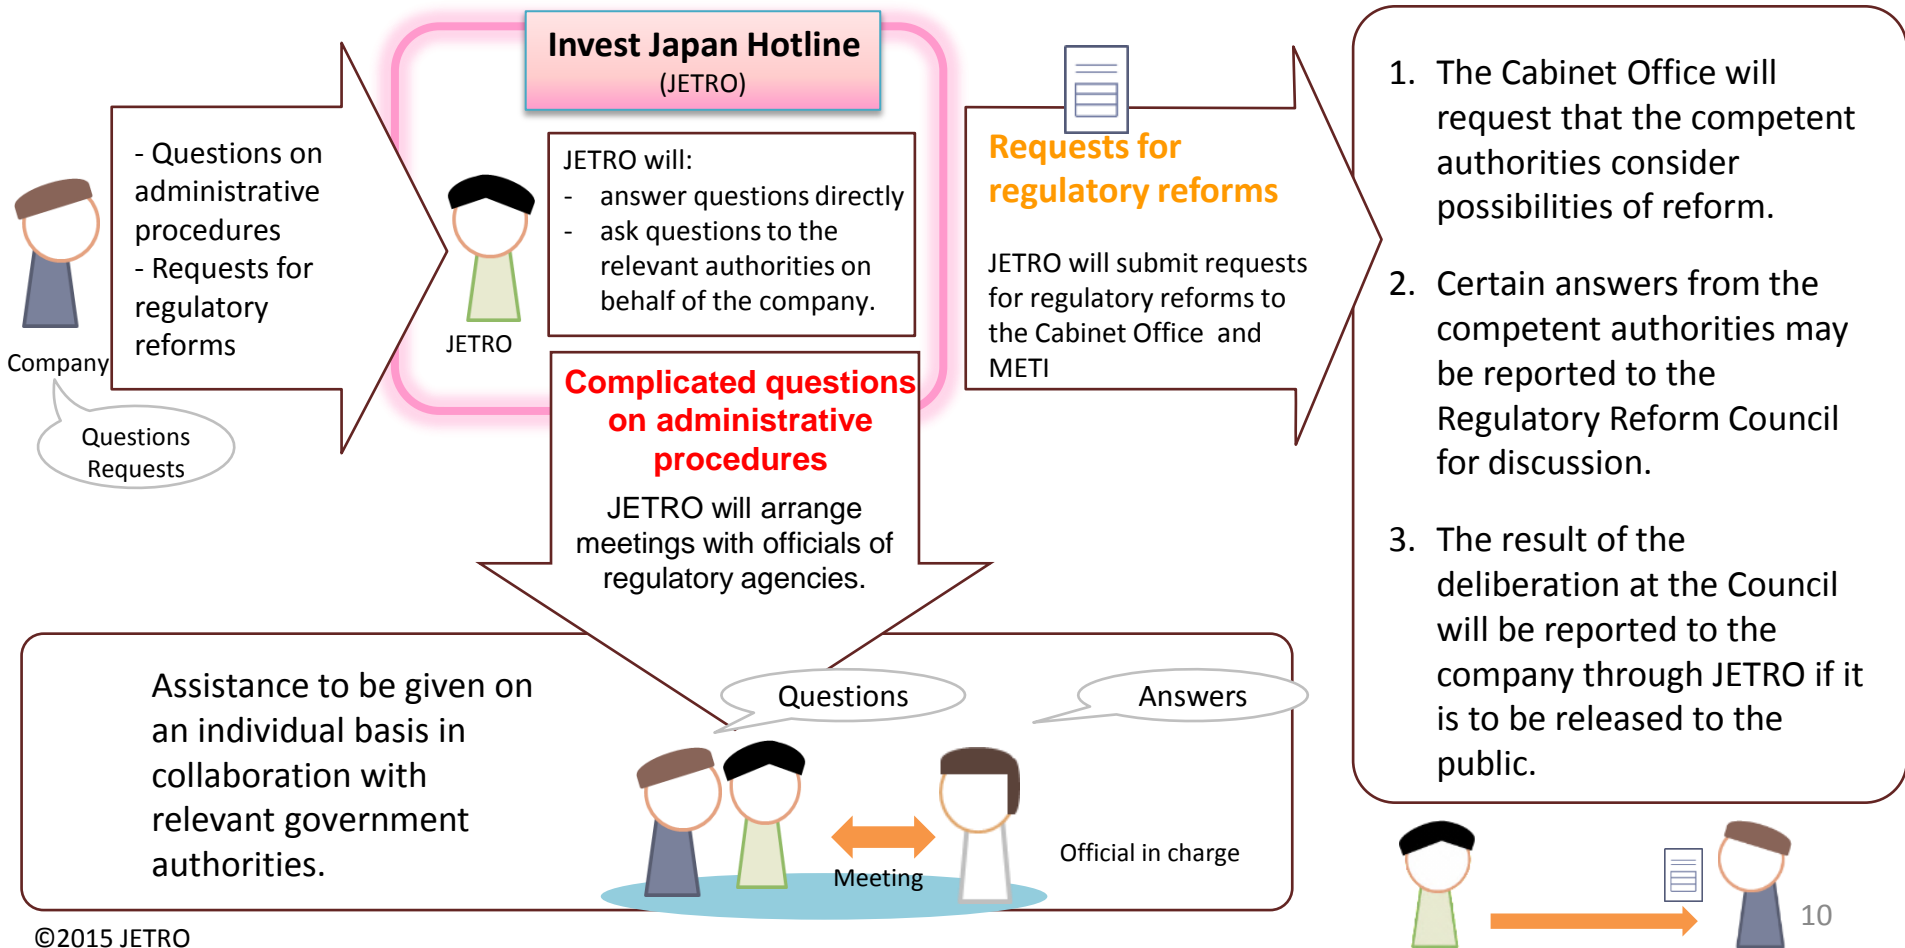 Invest Japan Hotline
(JETRO)
- Questions on
administrative
procedures
- Requests for
regulatory
reforms
Company
Questions
Requests
JETRO
JETRO will:
- answer questions directly
- ask questions to the
relevant authorities on
behalf of the company.
Complicated questions
on administrative
procedures
JETRO will arrange
meetings with officials of
regulatory agencies.
Requests for
regulatory reforms
JETRO will submit requests
for regulatory reforms to
the Cabinet Office and
METI
1. The Cabinet Office will
request that the competent
authorities consider
possibilities of reform.
2. Certain answers from the
competent authorities may
be reported to the
Regulatory Reform Council
for discussion.
3. The result of the
deliberation at the Council
will be reported to the
company through JETRO if it
is to be released to the
public.
Assistance to be given on
an individual basis in
collaboration with
relevant government
authorities.
Questions
Answers
Meeting
Official in charge
10
©2015 JETRO